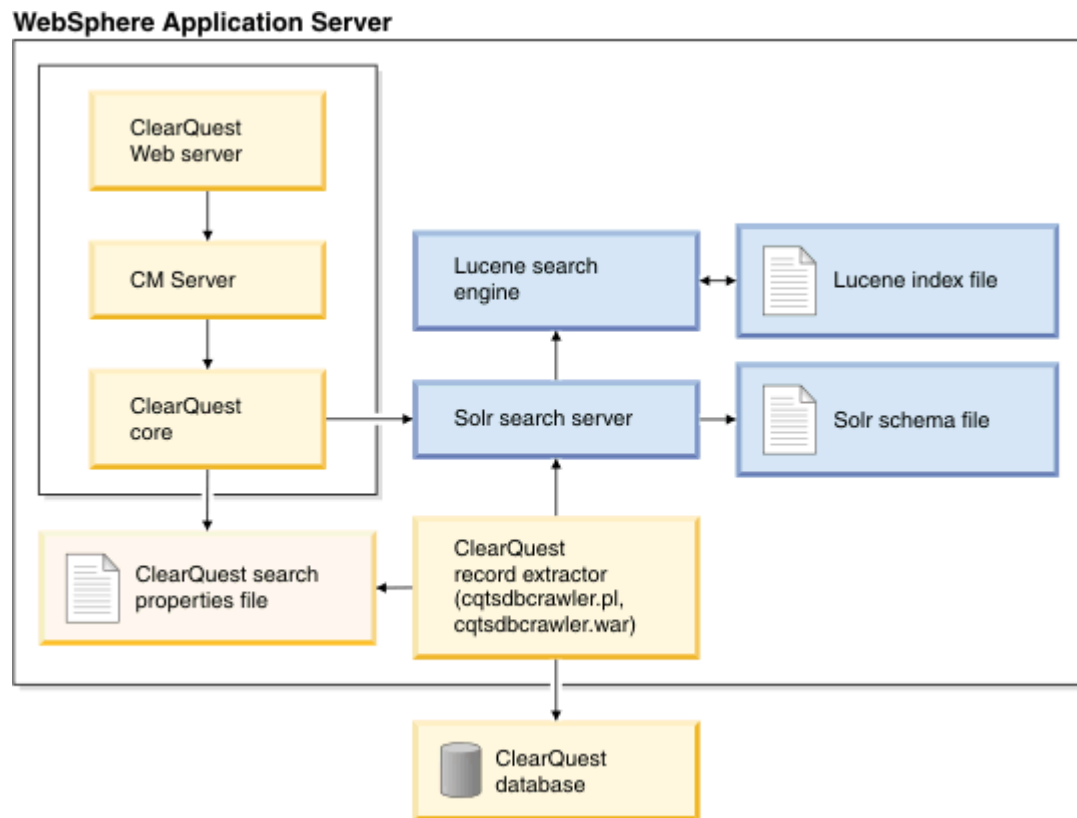 WebSphere Application Server
ClearQuest
Web server
CM Server
ClearQuest
core
Lucene search
engine
Lucene index file
Solr search server
Solr schema file
ClearQuest search
properties file
ClearQuest
record extractor
(cqtsdbcrawler.pl,
cqtsdbcrawler.war)
ClearQuest
database